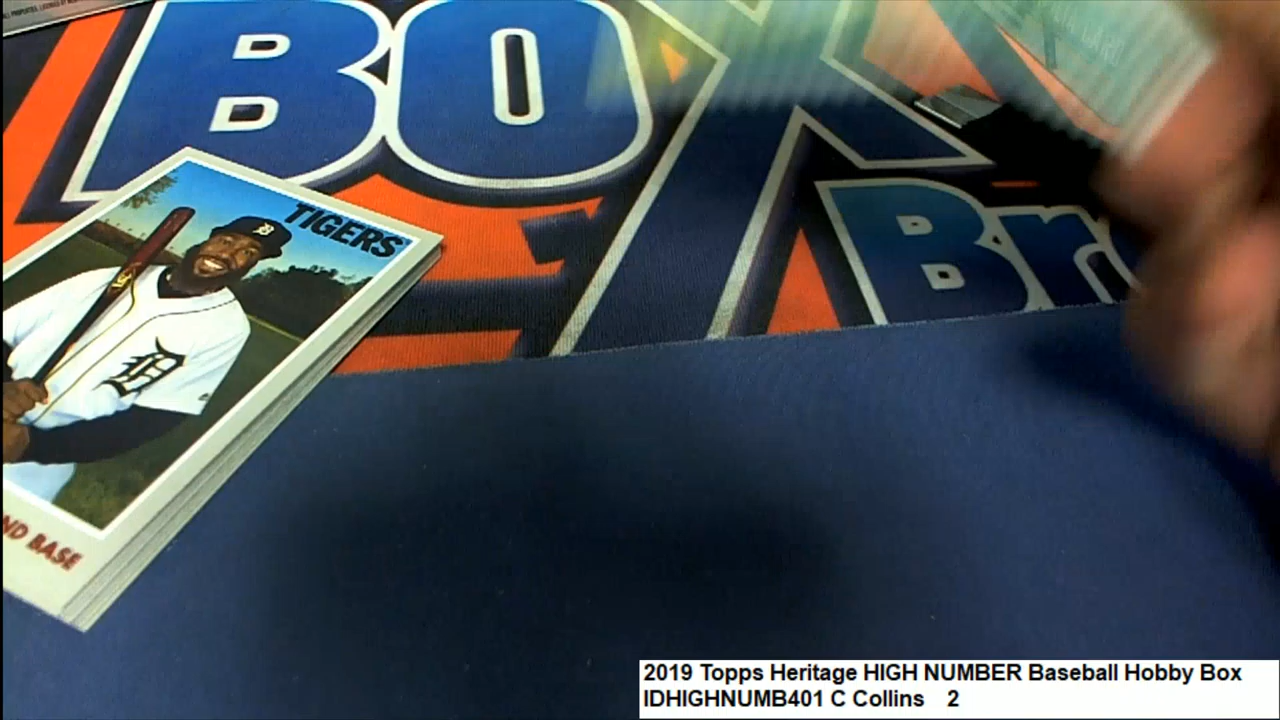 BO
Br
TIGERS
D
D
ND BASE
2019 Topps Heritage HIGH NUMBER Baseball Hobby Box
IDHIGHNUMB401 C Collins 2